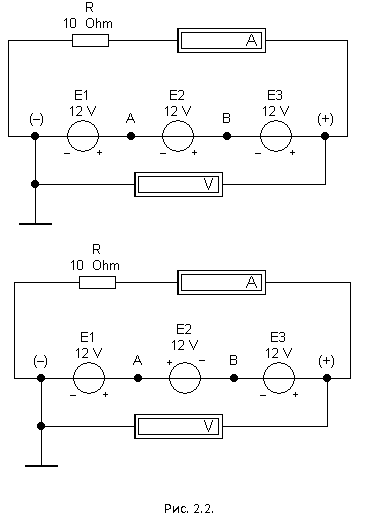 R
10 Ohm
A
E1
12 V
E2
12 V
E3
12 V
(–) A B (+)
– + – + – +
V
R
10 Ohm
A
E1
12 V
E2
12 V
E3
12 V
(–) A + – B (+)
– + – +
V
Рис. 2.2.